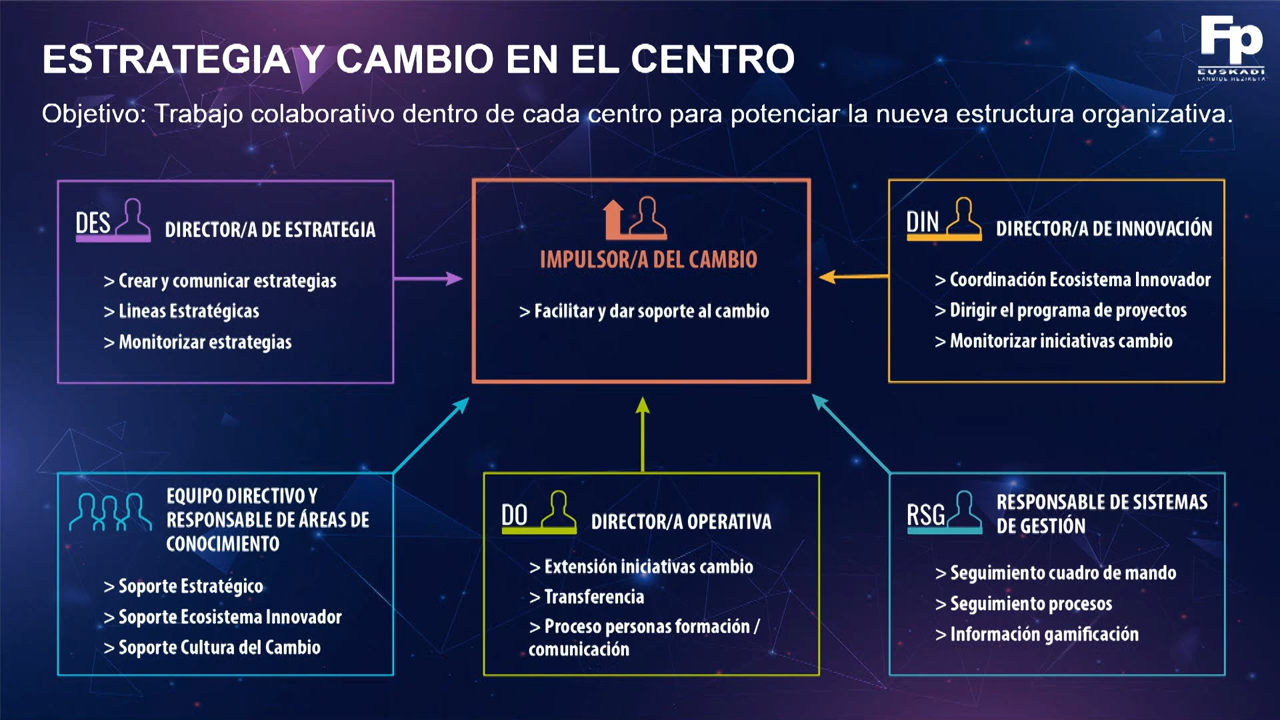 ESTRATEGIA Y CAMBIO EN EL CENTRO
Fp
EUSKADI
LANBIDE HEZIKETA
Objetivo: Trabajo colaborativo dentro de cada centro para potenciar la nueva estructura organizativa.
DES
DIRECTOR/A DE ESTRATEGIA
> Crear y comunicar estrategias
> Lineas Estratégicas
> Monitorizar estrategias
IMPULSOR/A DEL CAMBIO
> Facilitar y dar soporte al cambio
DIN
DIRECTOR/A DE INNOVACIÓN
> Coordinación Ecosistema Innovador
> Dirigir el programa de proyectos
> Monitorizar iniciativas cambio
EQUIPO DIRECTIVO Y
RESPONSABLE DE ÁREAS DE
CONOCIMIENTO
> Soporte Estratégico
> Soporte Ecosistema Innovador
> Soporte Cultura del Cambio
DO
DIRECTOR/A OPERATIVA
> Extensión iniciativas cambio
> Transferencia
> Proceso personas formación /
comunicación
RSG
RESPONSABLE DE SISTEMAS
DE GESTIÓN
> Seguimiento cuadro de mando
> Seguimiento procesos
> Información gamificación